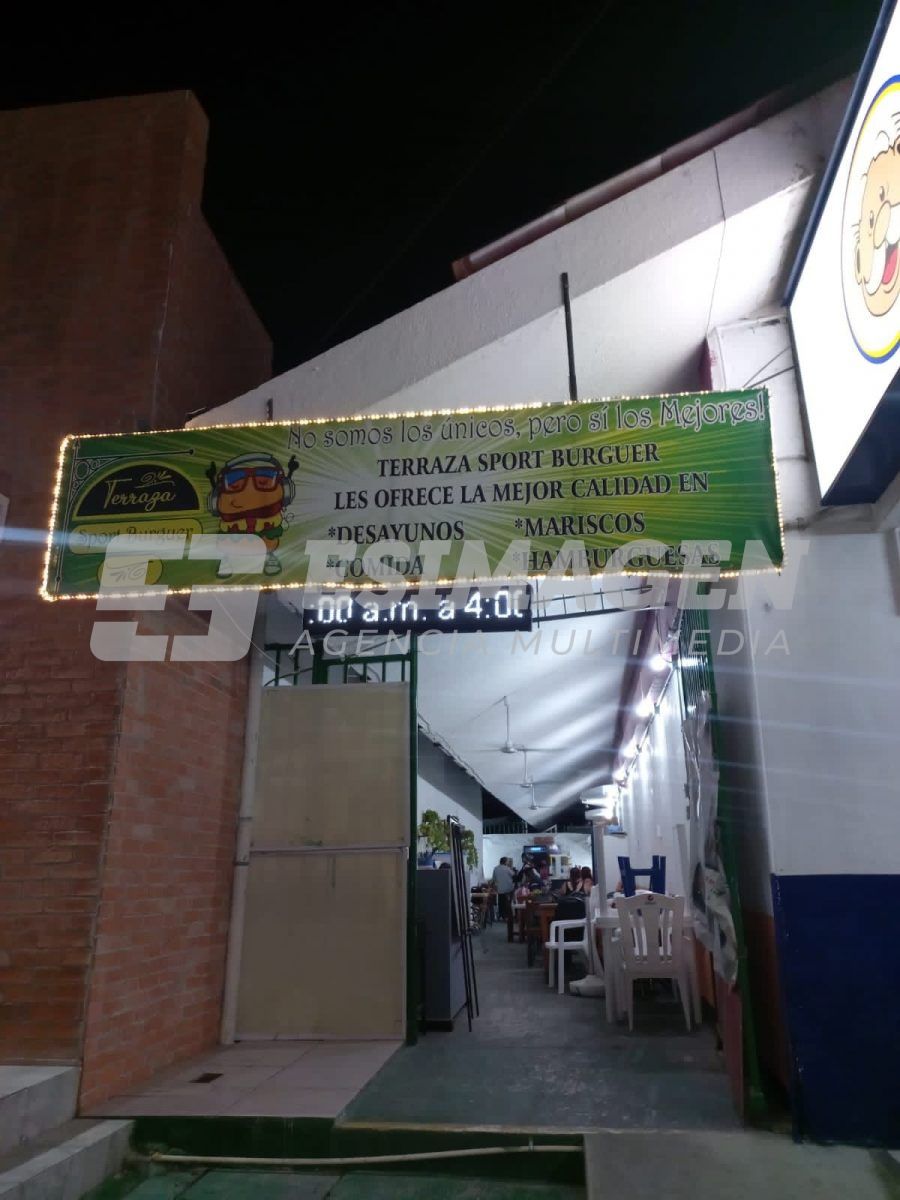 No somos los únicos, pero sí los Mejores!
Terraza
Sport Burguer
TERRAZA SPORT BURGUER
LES OFRECE LA MEJOR CALIDAD EN
*DESAYUNOS *MARISCOS
*COMIDA *HAMBURGUESAS
:00 a.m. a 4:00
ESIMAGEN
AGENCIA MULTIMEDIA